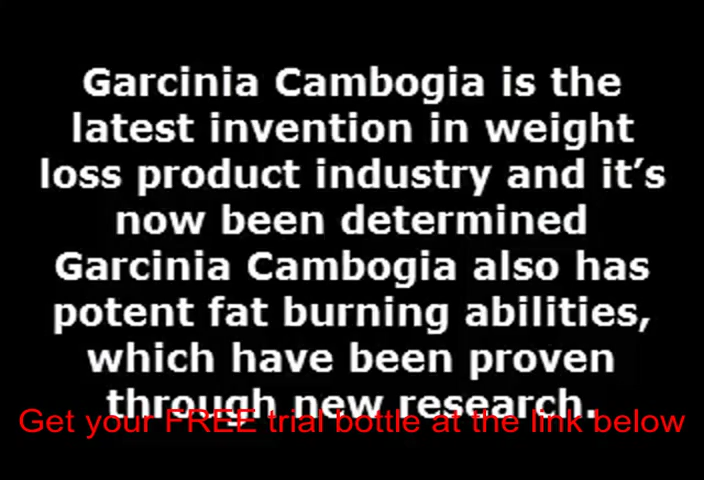 Garcinia Cambogia is the
latest invention in weight
loss product industry and it’s
now been determined
Garcinia Cambogia also has
potent fat burning abilities,
which have been proven
through new research.
Get your FREE trial bottle at the link below